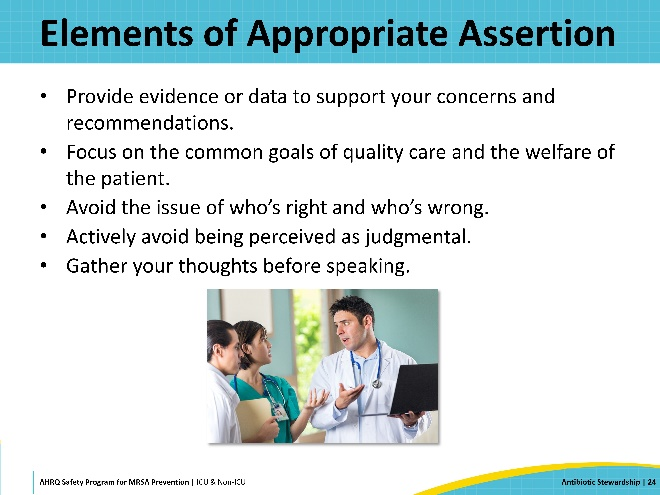 Elements of Appropriate Assertion
• Provide evidence or data to support your concerns and
recommendations.
• Focus on the common goals of quality care and the welfare of
the patient.
• Avoid the issue of who’s right and who’s wrong.
• Actively avoid being perceived as judgmental.
• Gather your thoughts before speaking.
AHRQ Safety Program for MRSA Prevention | ICU & Non-ICU
Antibiotic Stewardship | 24